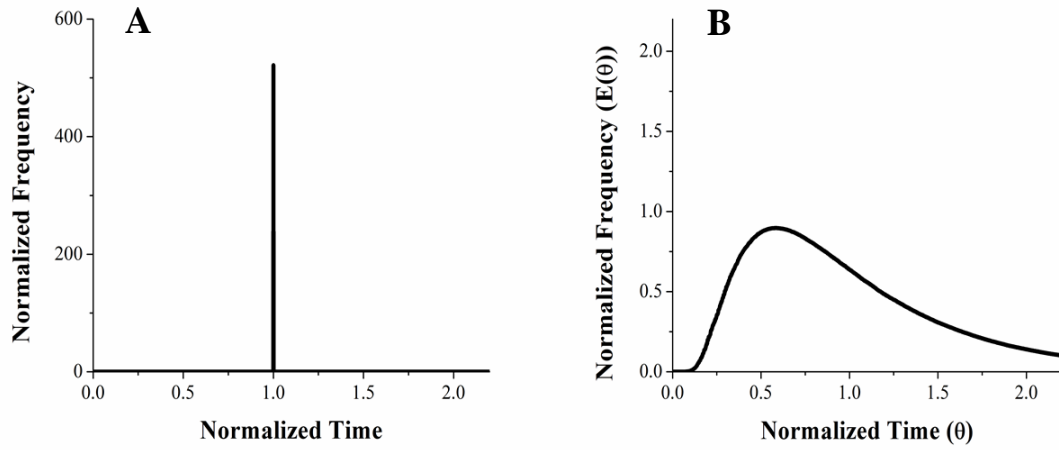 A
Normalized Frequency
600
400
200
0
0.0 0.5 1.0 1.5 2.0
Normalized Time
B
Normalized Frequency (E(θ))
2.0
1.5
1.0
0.5
0.0
0.0 0.5 1.0 1.5 2.0
Normalized Time (θ)